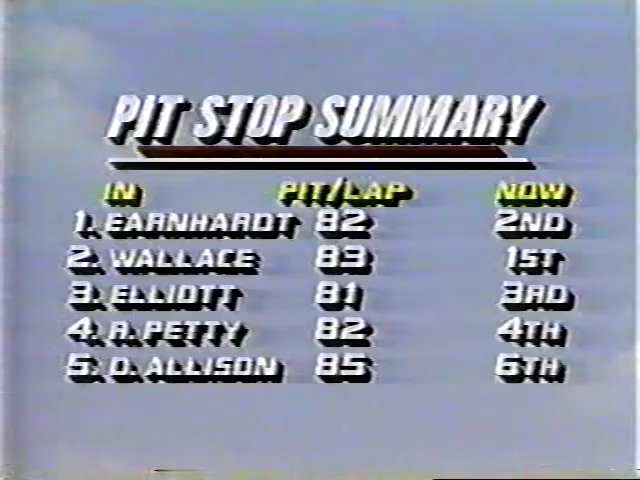 PIT STOP SUMMARY
IN PIT/LAP NOW
1. EARNHARDT 82 2ND
2. WALLACE 83 1ST
3. ELLIOTT 81 3RD
4. R. PETTY 82 4TH
5. D. ALLISON 85 6TH